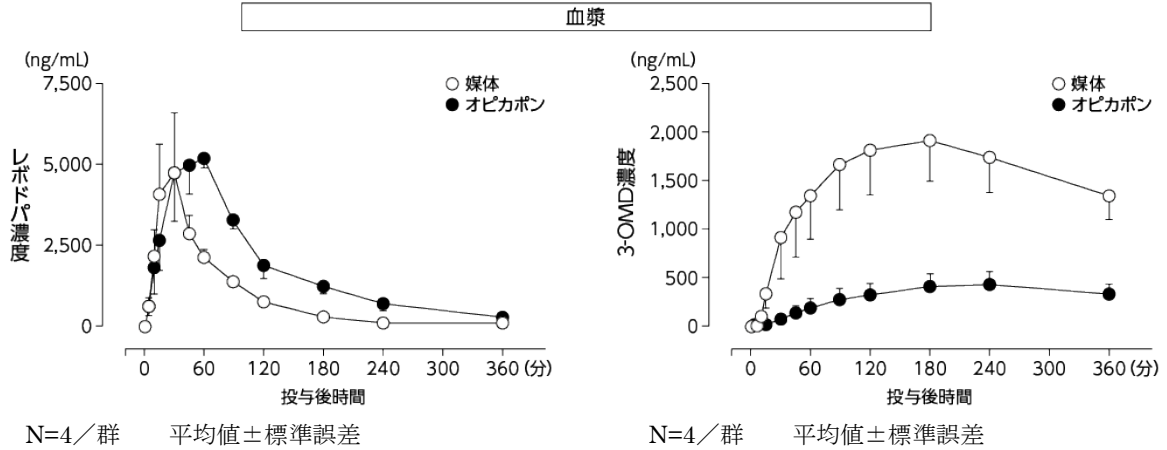 血漿
(ng/mL)
7,500
5,000
2,500
0
レボドパ濃度
媒体
オピカポン
0 60 120 180 240 300 360 (分)
投与後時間
N=4／群 平均値±標準誤差
(ng/mL)
2,500
2,000
1,500
1,000
500
0
3-OMD濃度
媒体
オピカポン
0 60 120 180 240 300 360 (分)
投与後時間
N=4／群 平均値±標準誤差